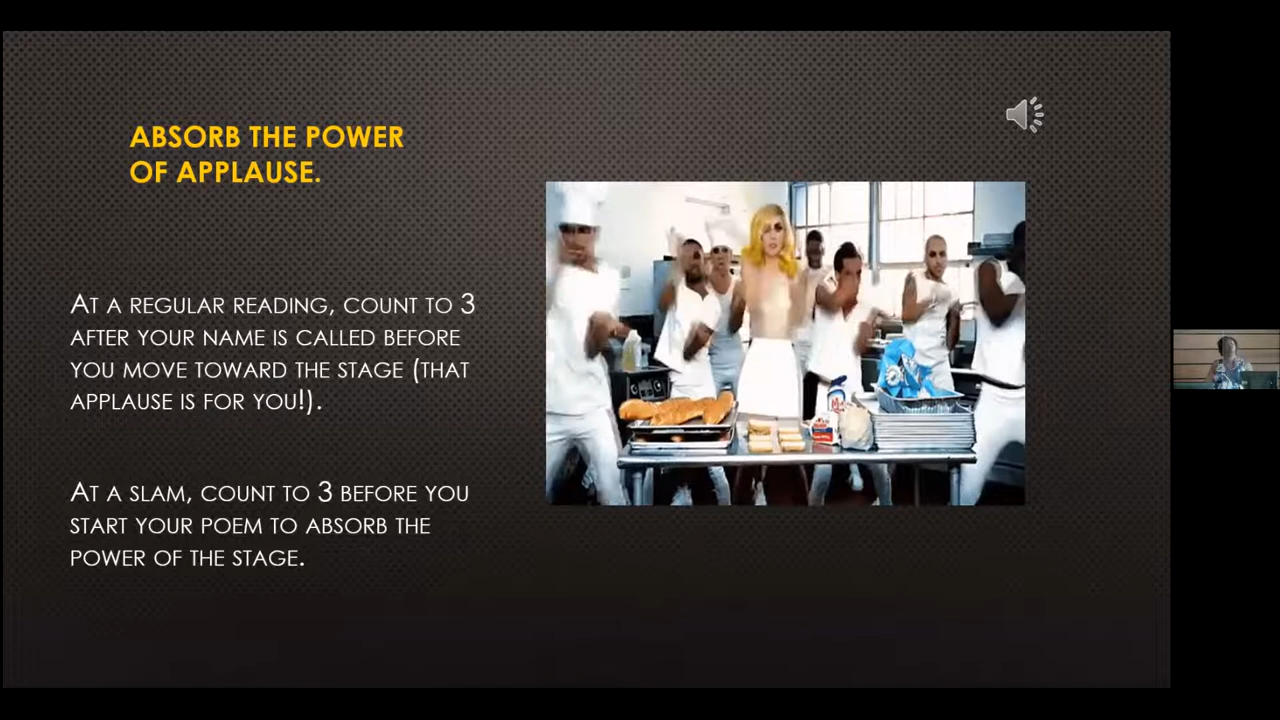 ABSORB THE POWER
OF APPLAUSE.
AT A REGULAR READING, COUNT TO 3
AFTER YOUR NAME IS CALLED BEFORE
YOU MOVE TOWARD THE STAGE (THAT
APPLAUSE IS FOR YOU!).
AT A SLAM, COUNT TO 3 BEFORE YOU
START YOUR POEM TO ABSORB THE
POWER OF THE STAGE.